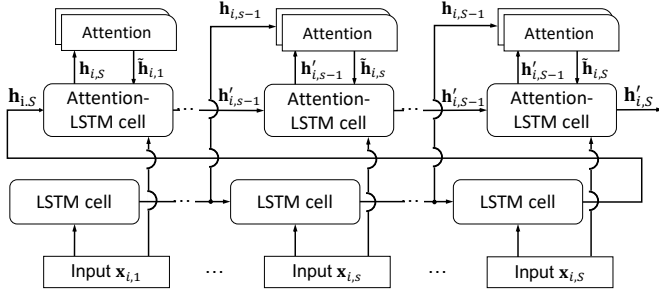 𝐡_{i,s−1} 𝐡_{i,s−1}
Attention Attention Attention
𝐡_{i,S} 𝐡̃_{i,1} 𝐡′_{i,s−1} 𝐡̃_{i,s} 𝐡′_{i,s−1} 𝐡̃_{i,S}
𝐡_{i.S} Attention-LSTM cell ··· 𝐡′_{i,s−1} Attention-LSTM cell ··· 𝐡′_{i,s−1} Attention-LSTM cell 𝐡′_{i,S}
LSTM cell ··· LSTM cell ··· LSTM cell
Input 𝐱_{i,1} ··· Input 𝐱_{i,s} ··· Input 𝐱_{i,S}